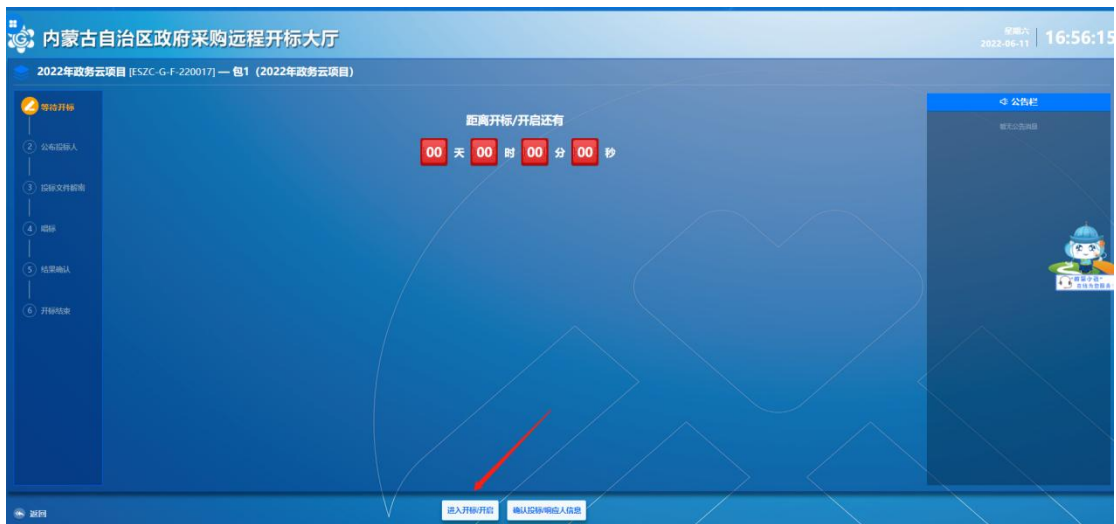 内蒙古自治区政府采购远程开标大厅
星期六
2022-06-11
16:56:15
2022年政务云项目 [ESZC-G-F-220017] — 包1（2022年政务云项目）
等待开标
2 公布投标人
3 投标文件解密
4 唱标
5 结果确认
6 开标结束
距离开标/开启还有
00 天 00 时 00 分 00 秒
公告栏
暂无公告消息
进入开标/开启
确认投标/响应人信息
返回